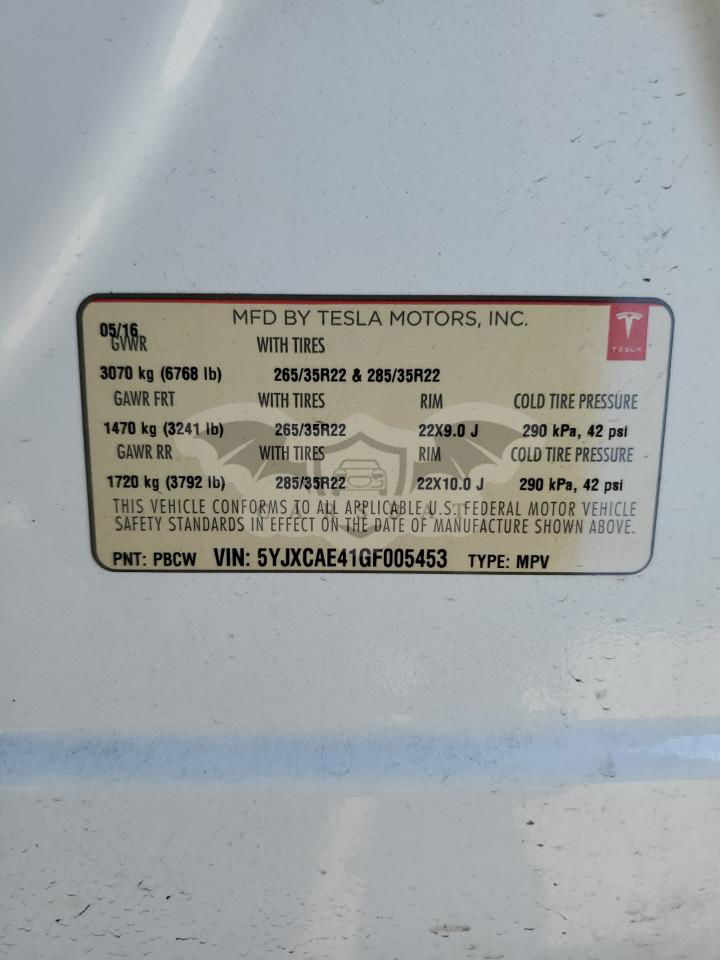 MFD BY TESLA MOTORS, INC.
TESLA
05/16
GVWR WITH TIRES
3070 kg (6768 lb) 265/35R22 & 285/35R22
GAWR FRT WITH TIRES RIM COLD TIRE PRESSURE
1470 kg (3241 lb) 265/35R22 22X9.0 J 290 kPa, 42 psi
GAWR RR WITH TIRES RIM COLD TIRE PRESSURE
1720 kg (3792 lb) 285/35R22 22X10.0 J 290 kPa, 42 psi
THIS VEHICLE CONFORMS TO ALL APPLICABLE U.S. FEDERAL MOTOR VEHICLE
SAFETY STANDARDS IN EFFECT ON THE DATE OF MANUFACTURE SHOWN ABOVE.
PNT: PBCW VIN: 5YJXCAE41GF005453 TYPE: MPV